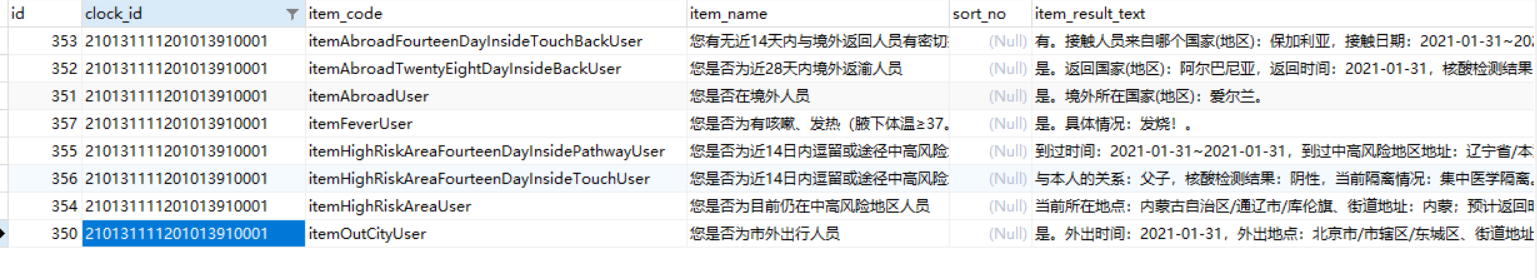 id clock_id item_code item_name sort_no item_result_text
353 210131111201013910001 itemAbroadFourteenDayInsideTouchBackUser 您有无近14天内与境外返回人员有密切 (Null) 有。接触人员来自哪个国家(地区)：保加利亚，接触日期：2021-01-31~202
352 210131111201013910001 itemAbroadTwentyEightDayInsideBackUser 您是否为近28天内境外返渝人员 (Null) 是。返回国家(地区)：阿尔巴尼亚，返回时间：2021-01-31，核酸检测结果
351 210131111201013910001 itemAbroadUser 您是否在境外人员 (Null) 是。境外所在国家(地区)：爱尔兰。
357 210131111201013910001 itemFeverUser 您是否为有咳嗽、发热（腋下体温≥37。 (Null) 是。具体情况：发烧！。
355 210131111201013910001 itemHighRiskAreaFourteenDayInsidePathwayUser 您是否为近14日内逗留或途径中高风险 (Null) 到过时间：2021-01-31~2021-01-31，到过中高风险地区地址：辽宁省/本
356 210131111201013910001 itemHighRiskAreaFourteenDayInsideTouchUser 您是否为近14日内逗留或途径中高风险 (Null) 与本人的关系：父子，核酸检测结果：阴性，当前隔离情况：集中医学隔离。
354 210131111201013910001 itemHighRiskAreaUser 您是否为目前仍在中高风险地区人员 (Null) 当前所在地点：内蒙古自治区/通辽市/库伦旗、街道地址：内蒙；预计返回时
350 210131111201013910001 itemOutCityUser 您是否为市外出行人员 (Null) 是。外出时间：2021-01-31，外出地点：北京市/市辖区/东城区、街道地址